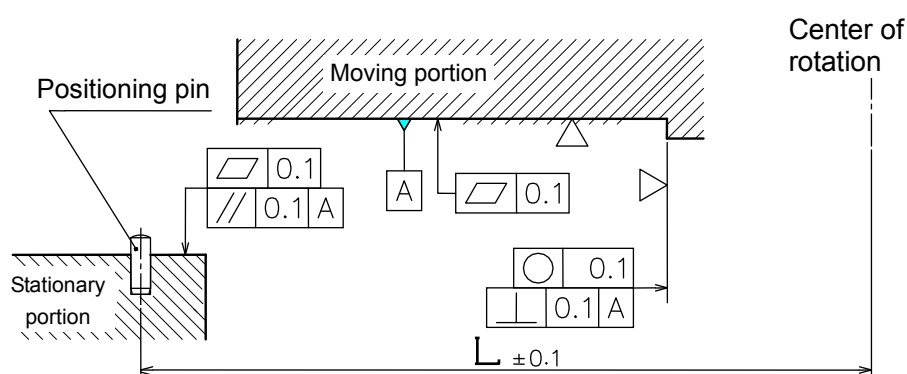 Center of
rotation
Moving portion
Positioning pin
⏥ 0.1
// 0.1 A
A
⏥ 0.1
○ 0.1
⊥ 0.1 A
Stationary
portion
L ±0.1